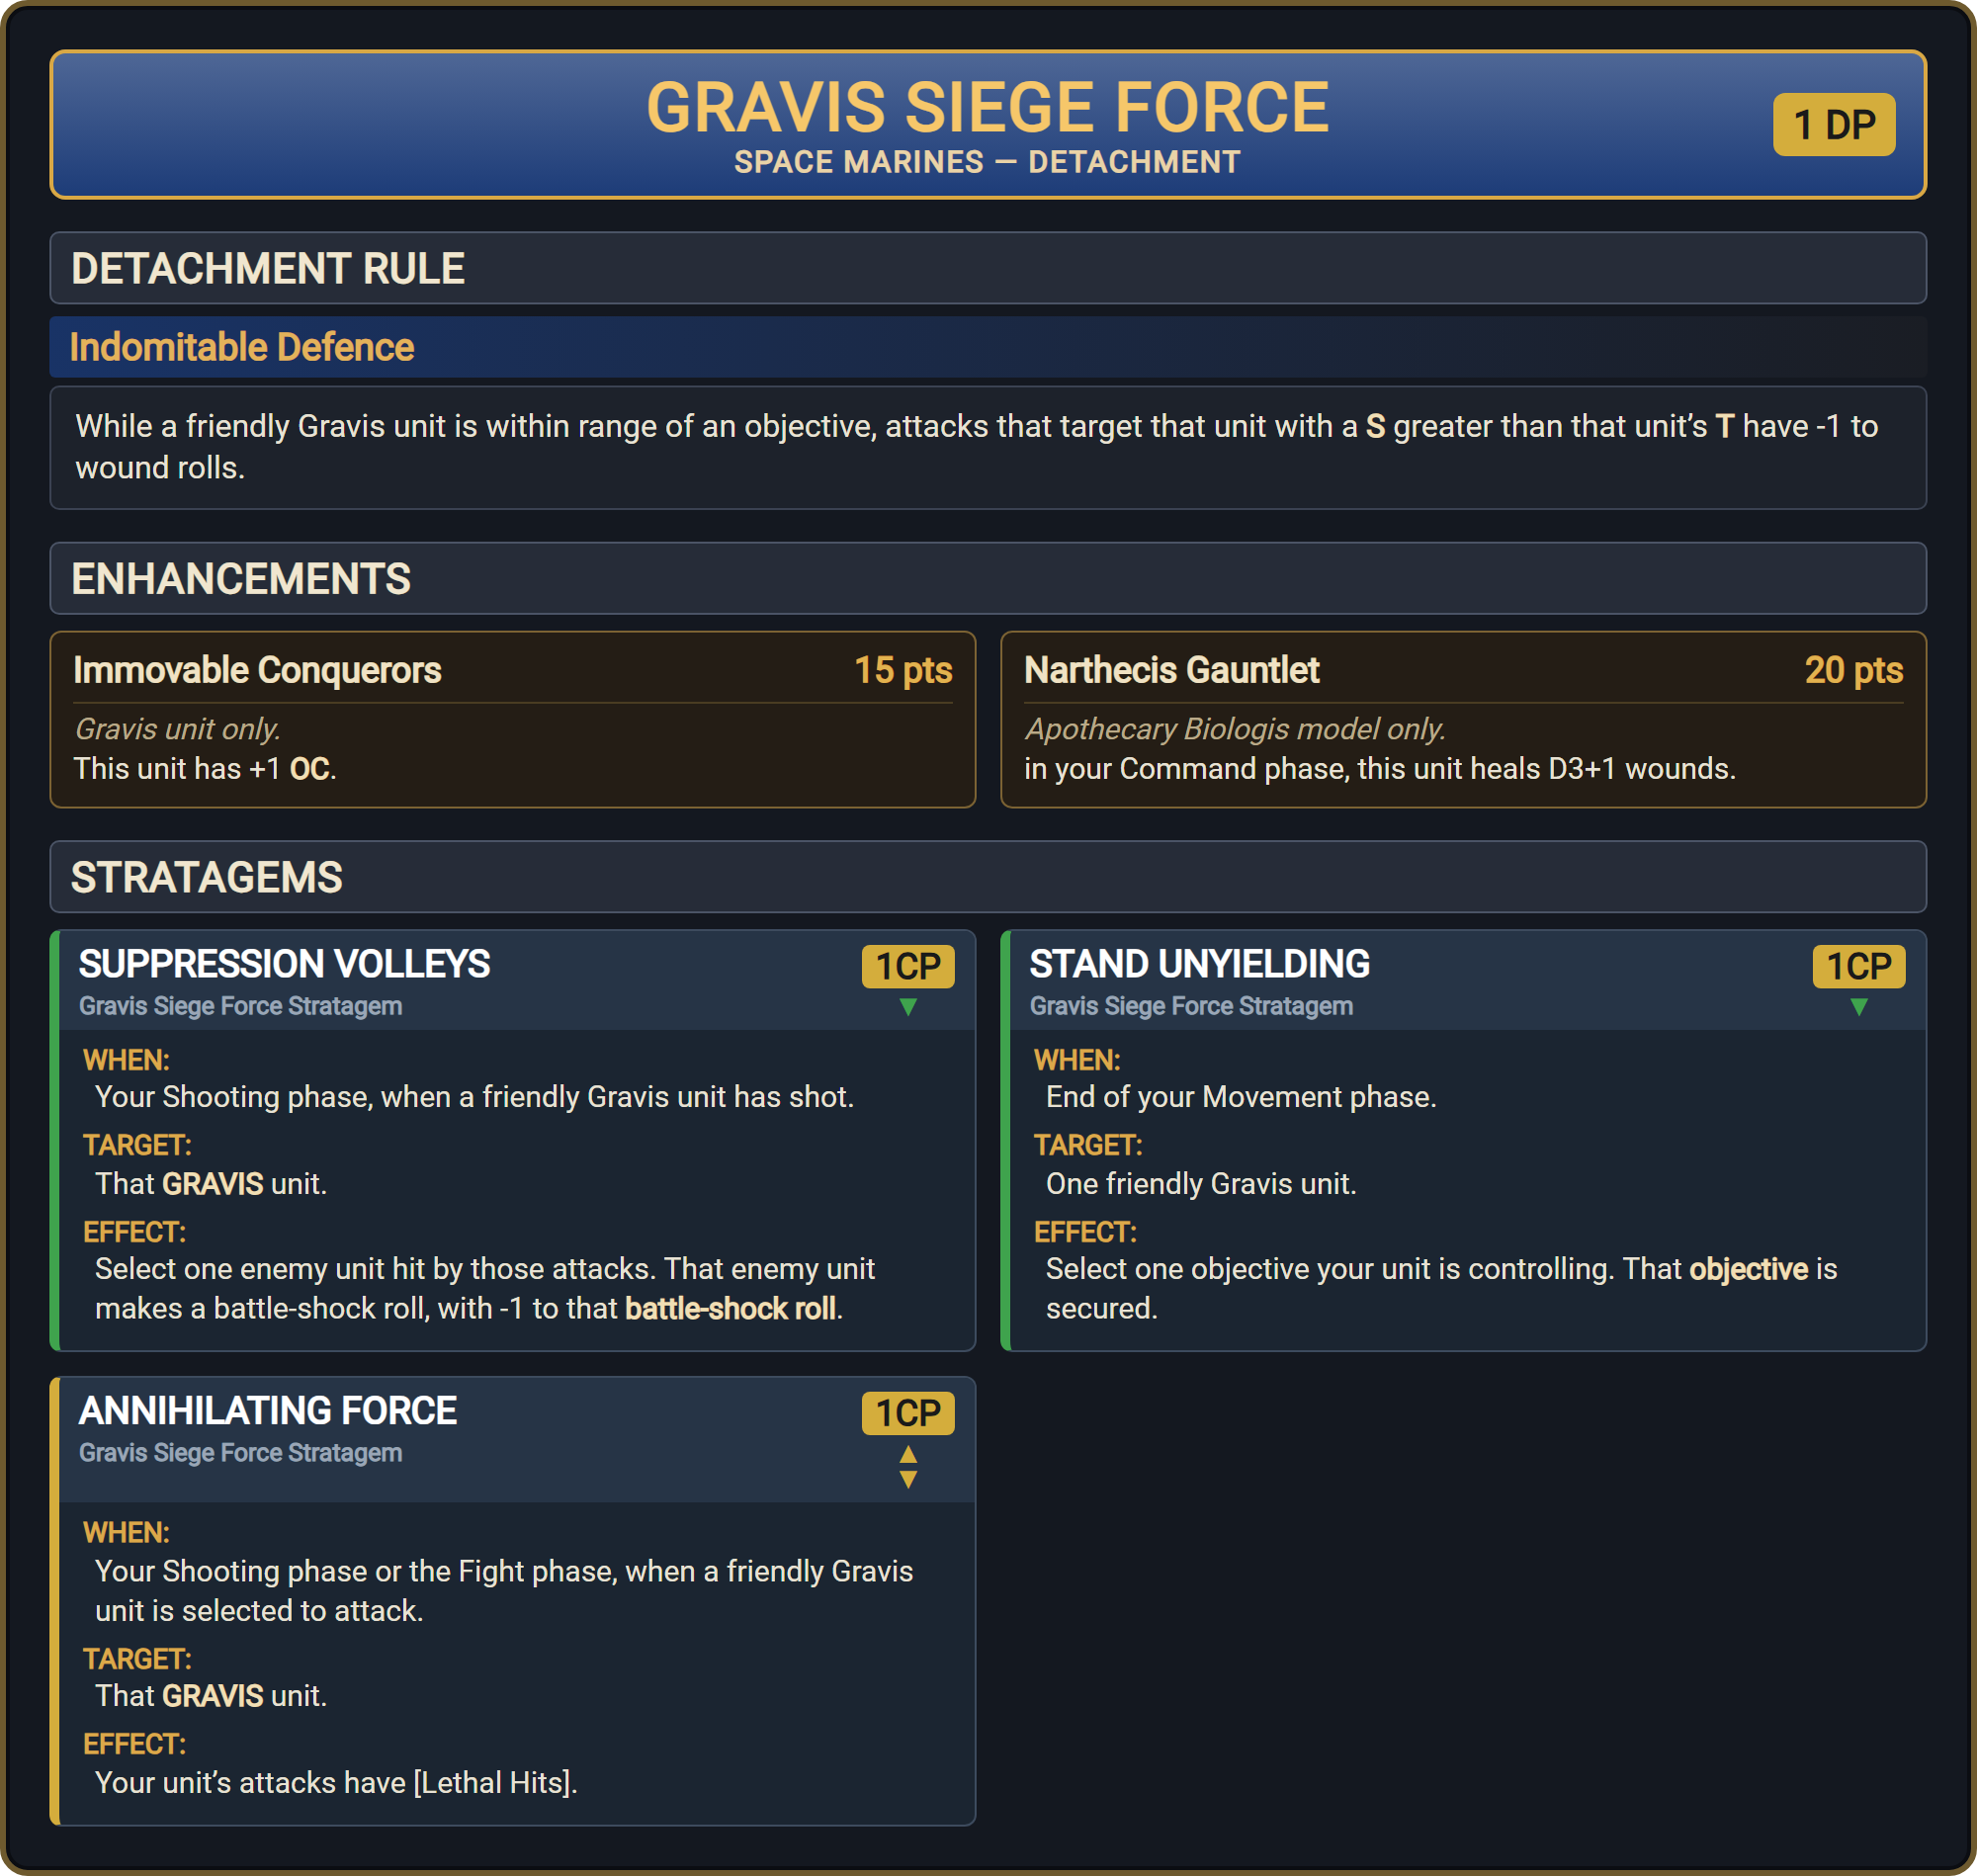 GRAVIS SIEGE FORCE
SPACE MARINES — DETACHMENT
1 DP
DETACHMENT RULE
Indomitable Defence
While a friendly Gravis unit is within range of an objective, attacks that target that unit with a S greater than that unit’s T have -1 to
wound rolls.
ENHANCEMENTS
Immovable Conquerors
15 pts
Gravis unit only.
This unit has +1 OC.
Narthecis Gauntlet
20 pts
Apothecary Biologis model only.
in your Command phase, this unit heals D3+1 wounds.
STRATAGEMS
SUPPRESSION VOLLEYS
1CP
Gravis Siege Force Stratagem
▼
WHEN:
Your Shooting phase, when a friendly Gravis unit has shot.
TARGET:
That GRAVIS unit.
EFFECT:
Select one enemy unit hit by those attacks. That enemy unit
makes a battle-shock roll, with -1 to that battle-shock roll.
STAND UNYIELDING
1CP
Gravis Siege Force Stratagem
▼
WHEN:
End of your Movement phase.
TARGET:
One friendly Gravis unit.
EFFECT:
Select one objective your unit is controlling. That objective is
secured.
ANNIHILATING FORCE
1CP
Gravis Siege Force Stratagem
▲
▼
WHEN:
Your Shooting phase or the Fight phase, when a friendly Gravis
unit is selected to attack.
TARGET:
That GRAVIS unit.
EFFECT:
Your unit’s attacks have [Lethal Hits].